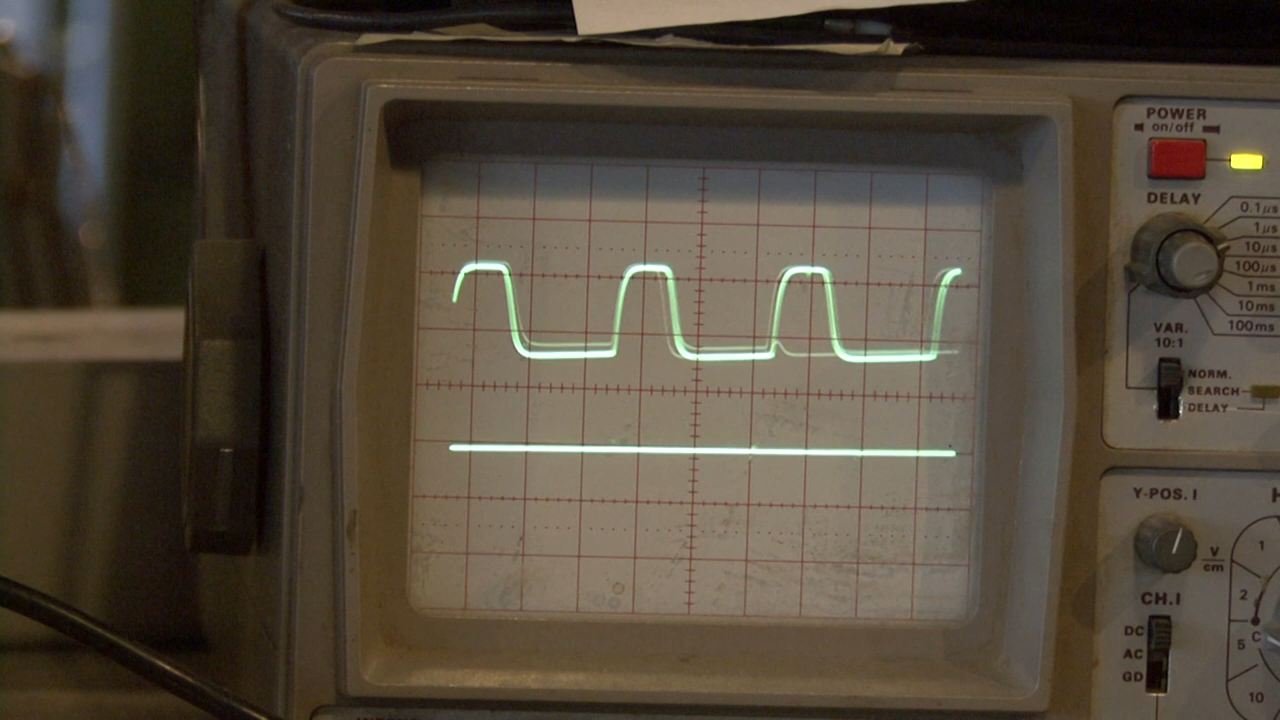 POWER
on/off
DELAY
0.1µs
1µs
10µs
100µs
1ms
10ms
100ms
VAR.
10:1
NORM.
SEARCH
DELAY
Y-POS. I
V
cm
CH.I
DC
AC
GD
1
2
5
C
10